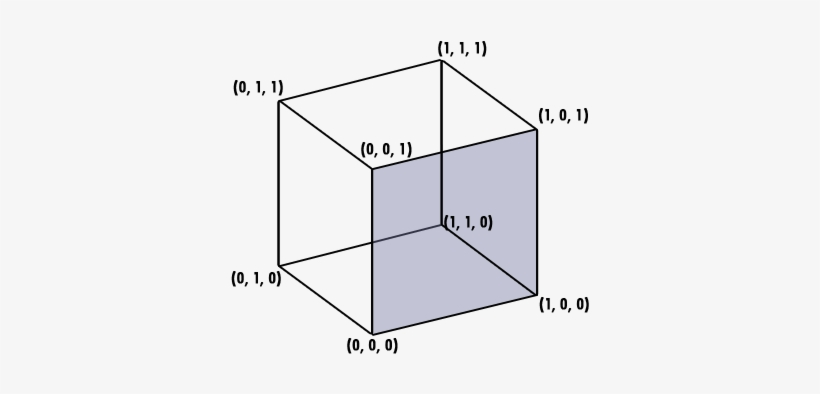 (1, 1, 1)
(0, 1, 1)
(1, 0, 1)
(0, 0, 1)
(1, 1, 0)
(0, 1, 0)
(1, 0, 0)
(0, 0, 0)